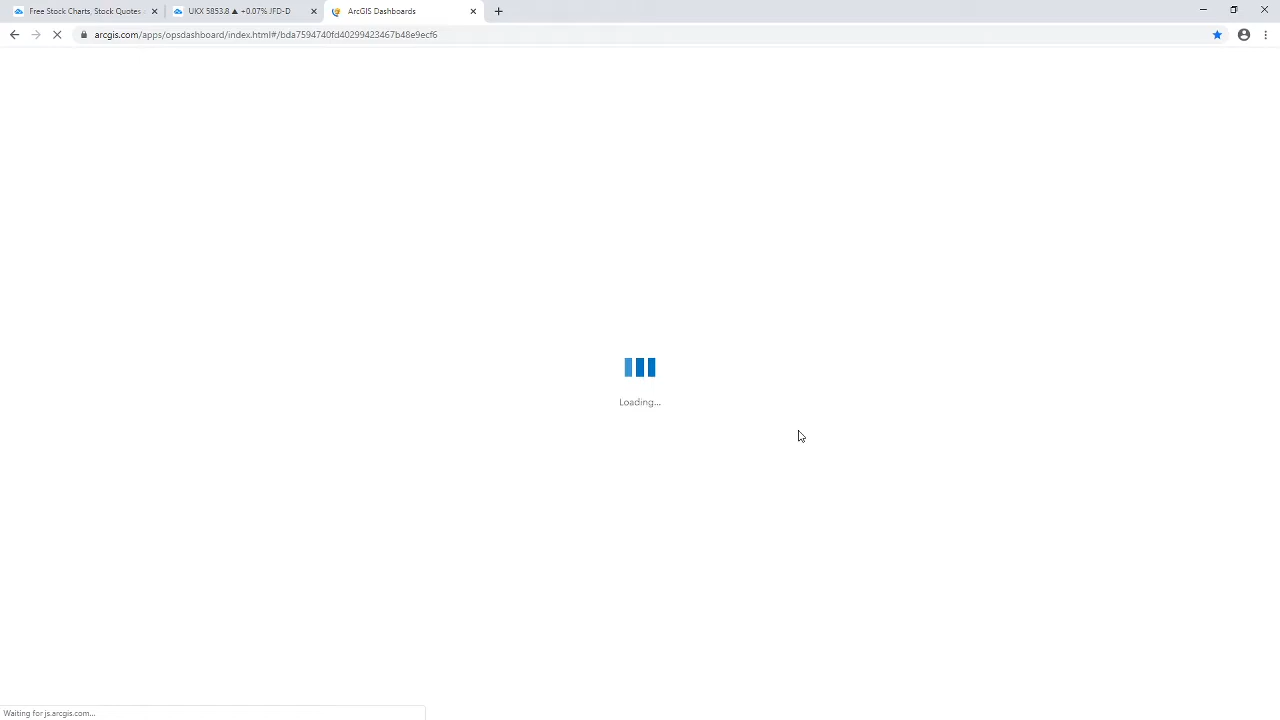 Free Stock Charts, Stock Quotes
UKX 5853.8 ▲ +0.07% JFD-D
ArcGIS Dashboards
arcgis.com/apps/opsdashboard/index.html#/bda7594740fd40299423467b48e9ecf6
Loading...
Waiting for js.arcgis.com...